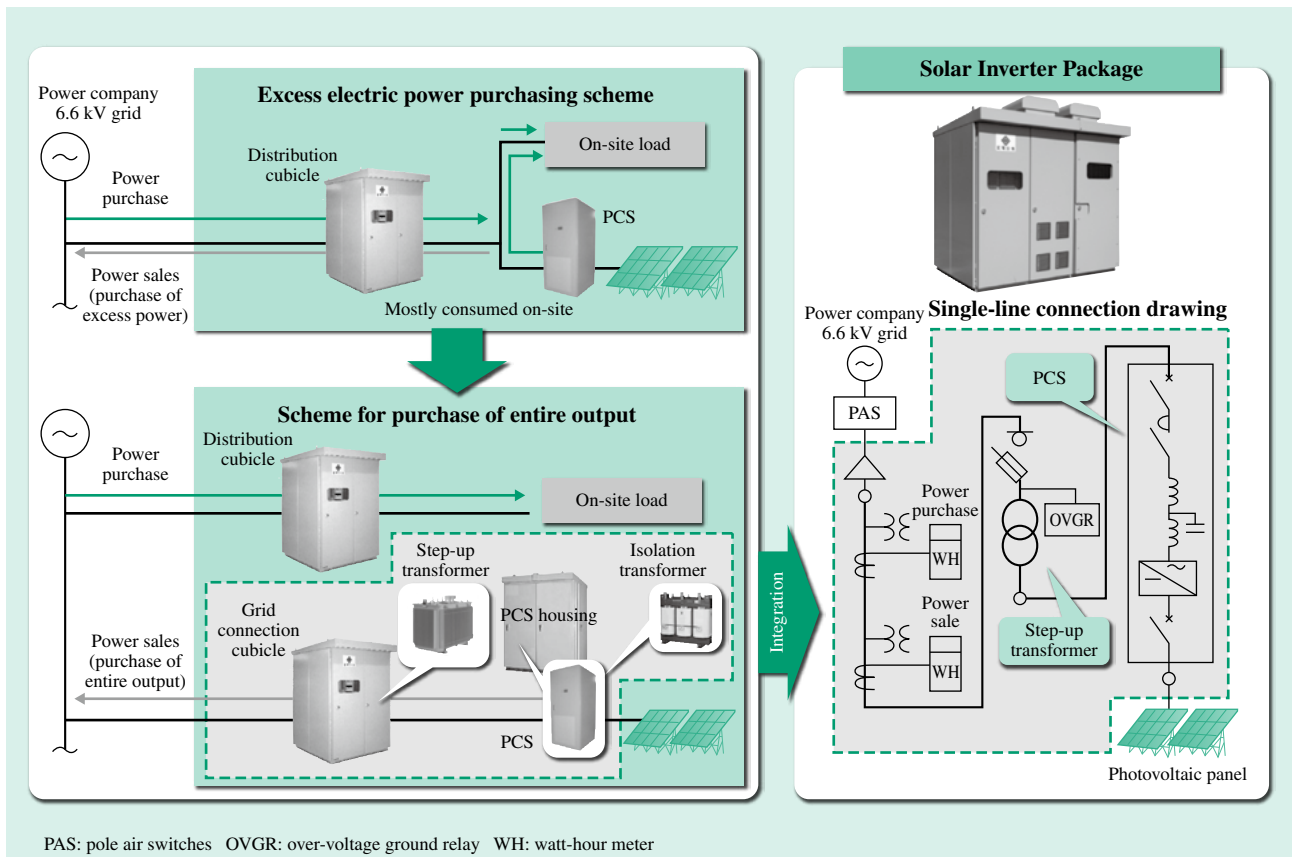 Excess electric power purchasing scheme
Power company
6.6 kV grid
Distribution
cubicle
On-site load
Power
purchase
PCS
Power sales
(purchase of
excess power)
Mostly consumed on-site
Scheme for purchase of entire output
Distribution
cubicle
Power
purchase
On-site load
Step-up
transformer
Isolation
transformer
PCS housing
Grid
connection
cubicle
Power sales
(purchase of
entire output)
PCS
Integration
Solar Inverter Package
Single-line connection drawing
Power company
6.6 kV grid
PCS
PAS
Power
purchase
WH
OVGR
Power
sale
WH
Step-up
transformer
Photovoltaic panel
PAS: pole air switches OVGR: over-voltage ground relay WH: watt-hour meter